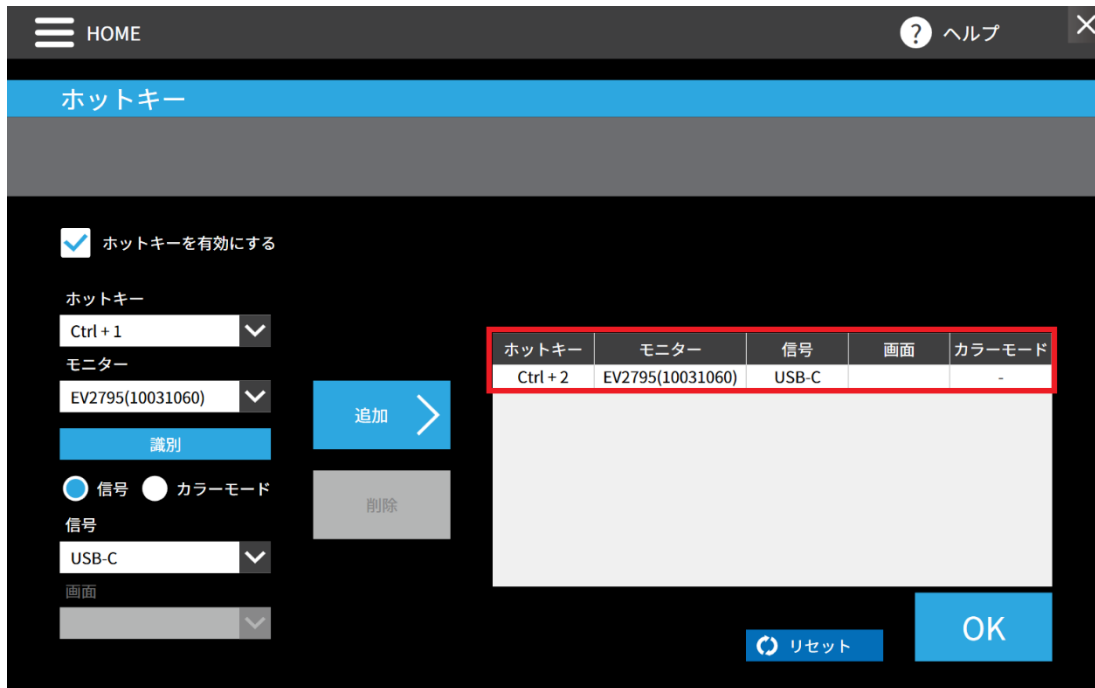 HOME
? ヘルプ
ホットキー
ホットキーを有効にする
ホットキー
Ctrl + 1
モニター
EV2795(10031060)
識別
信号 カラーモード
信号
USB-C
画面
追加
削除
ホットキー モニター 信号 画面 カラーモード
Ctrl + 2 EV2795(10031060) USB-C -
リセット
OK